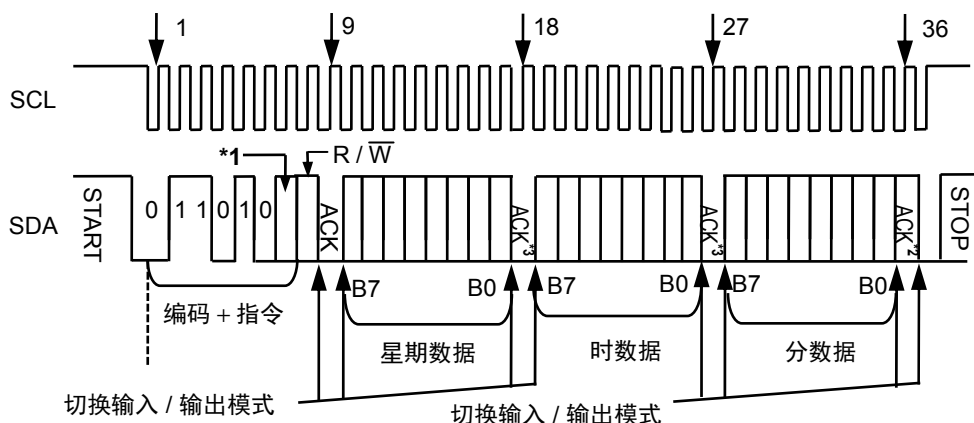 1 9 18 27 36
SCL
*1 R / W
SDA START 0 1 1 0 1 0 ACK ACK*3 ACK*3 ACK*2 STOP
B7 B0 B7 B0 B7 B0
编码 + 指令
星期数据 时数据 分数据
切换输入 / 输出模式 切换输入 / 输出模式